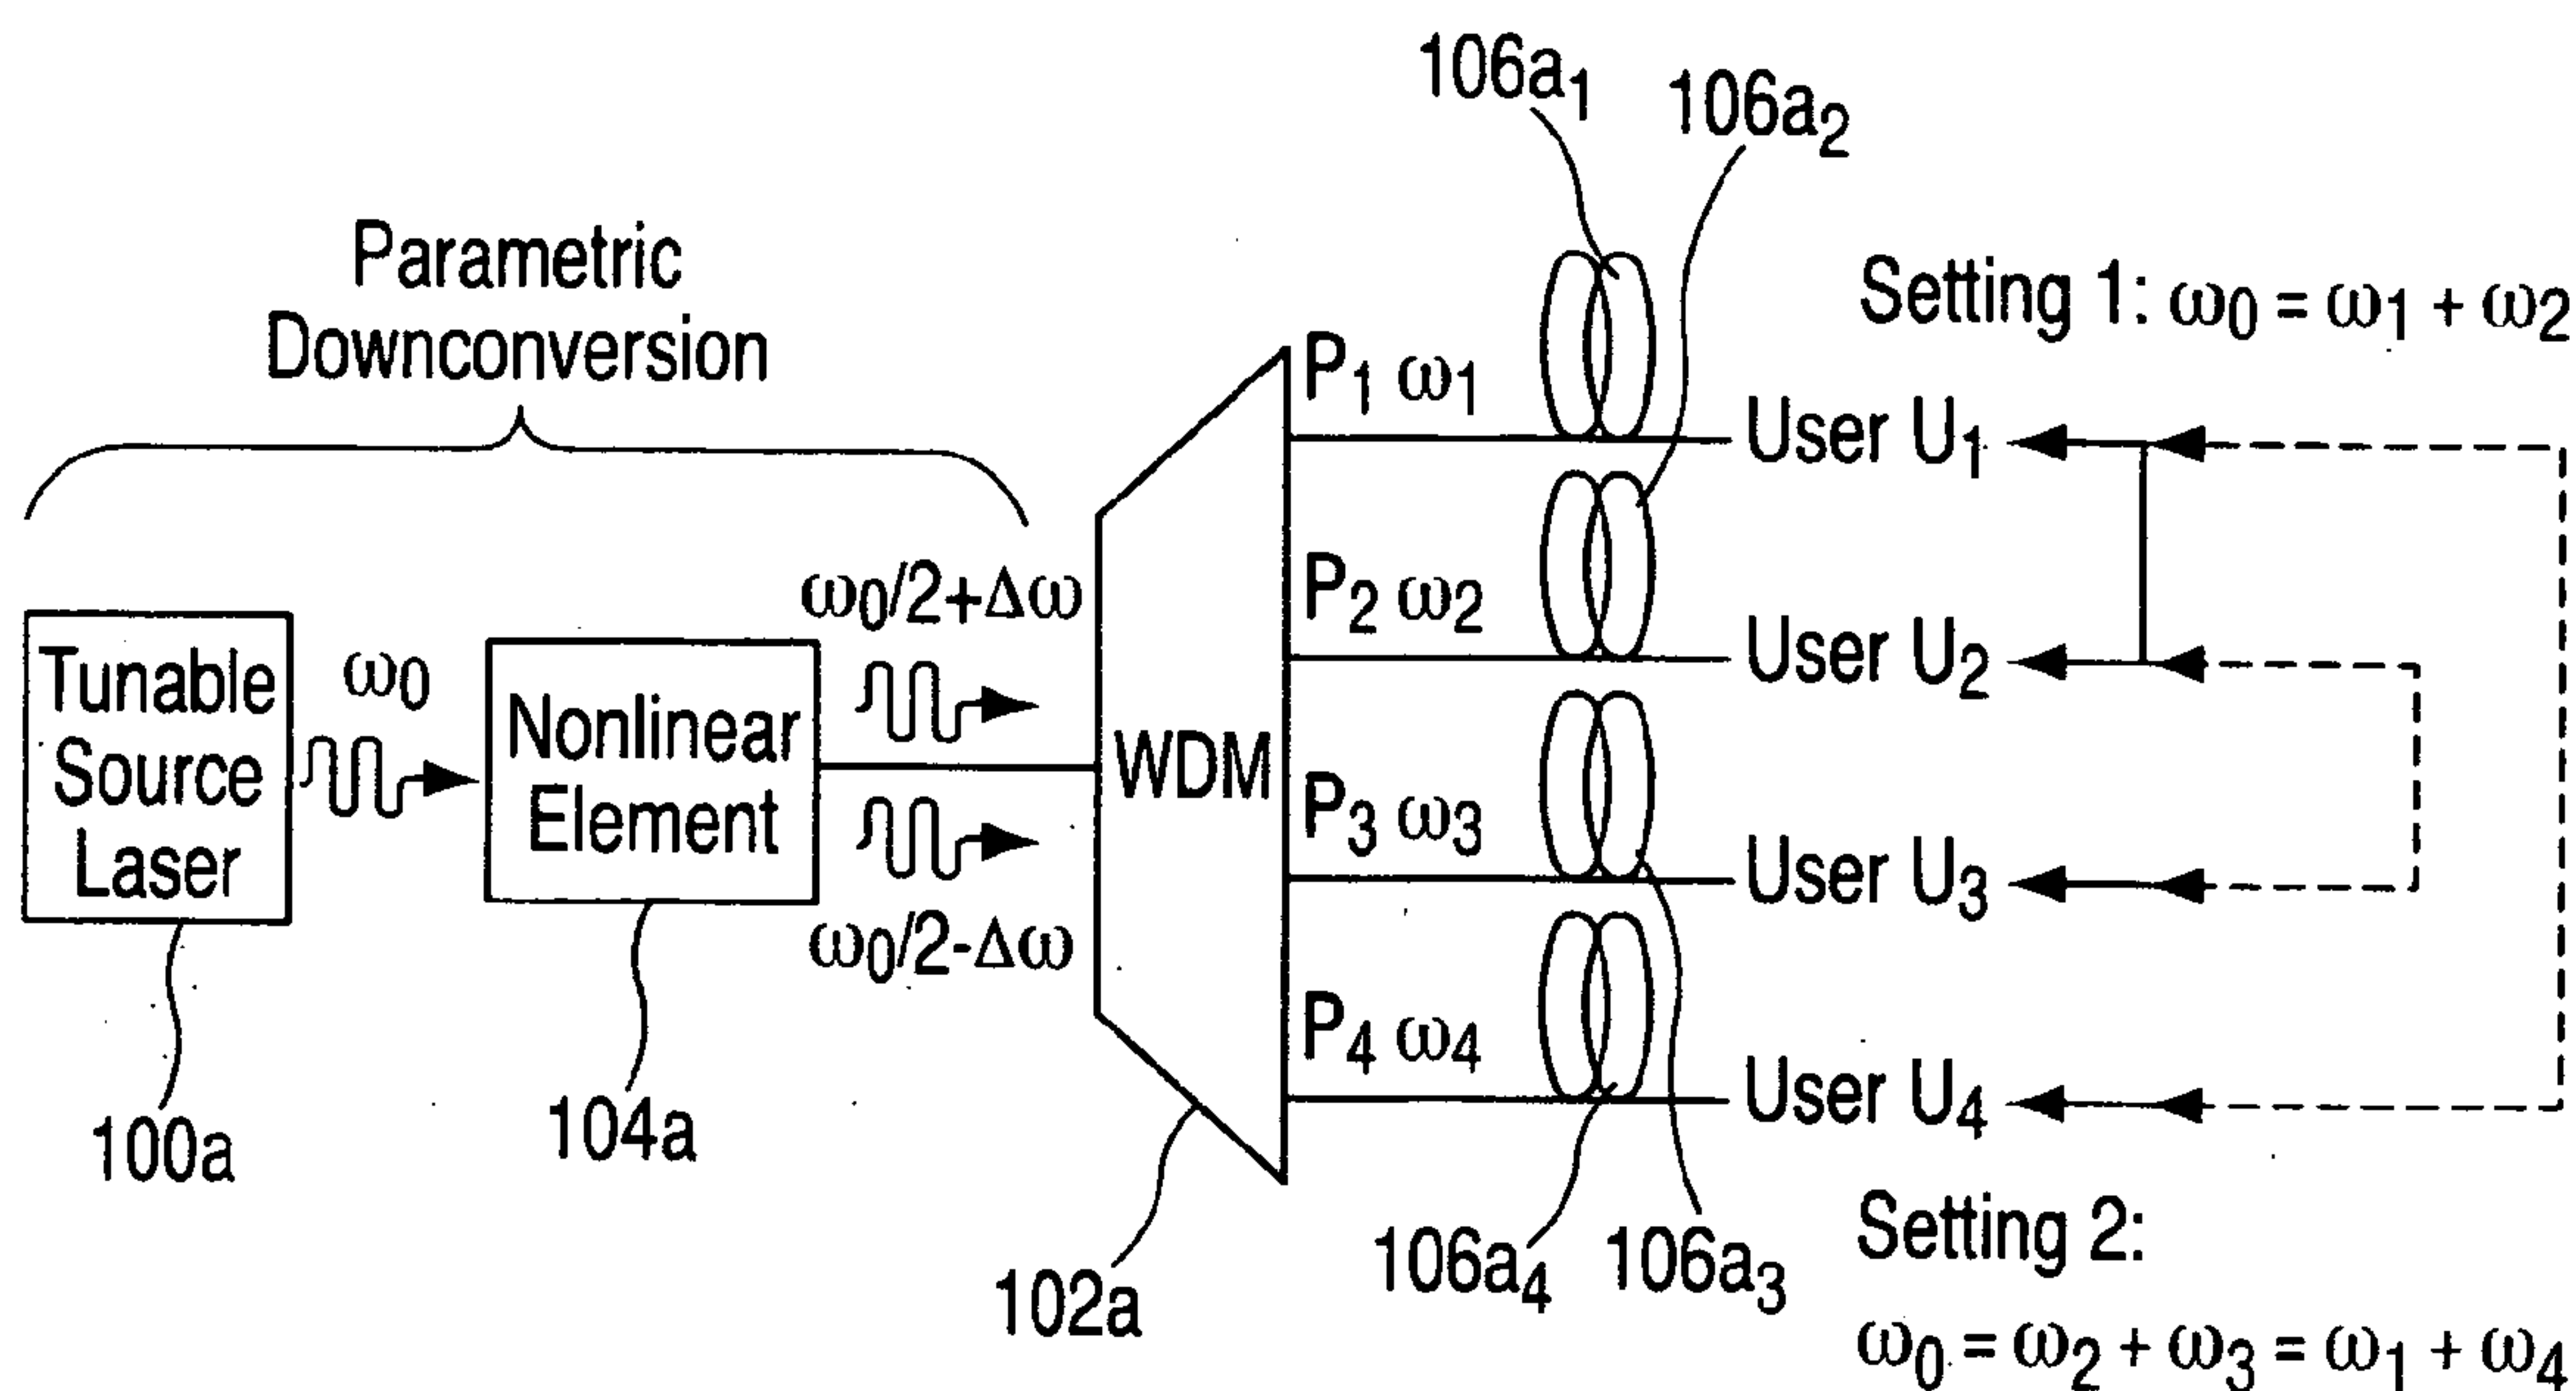 106a₁
106a₂
Parametric
Downconversion
Setting 1: ω₀ = ω₁ + ω₂
P₁ ω₁
User U₁
P₂ ω₂
User U₂
ω₀/2+Δω
Tunable
Source
Laser
ω₀
Nonlinear
Element
WDM
P₃ ω₃
User U₃
ω₀/2-Δω
P₄ ω₄
User U₄
100a
104a
102a
106a₄
106a₃
Setting 2:
ω₀ = ω₂ + ω₃ = ω₁ + ω₄